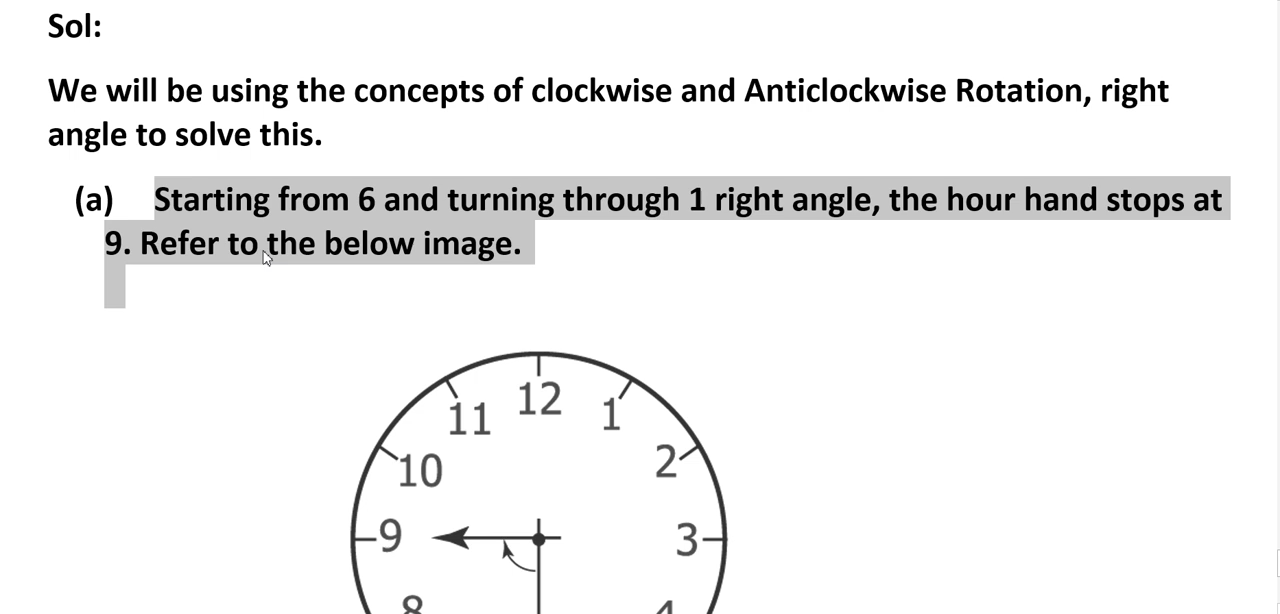 Sol:
We will be using the concepts of clockwise and Anticlockwise Rotation, right
angle to solve this.
(a) Starting from 6 and turning through 1 right angle, the hour hand stops at
9. Refer to the below image.
12
11
1
10
2
9
3
8
4